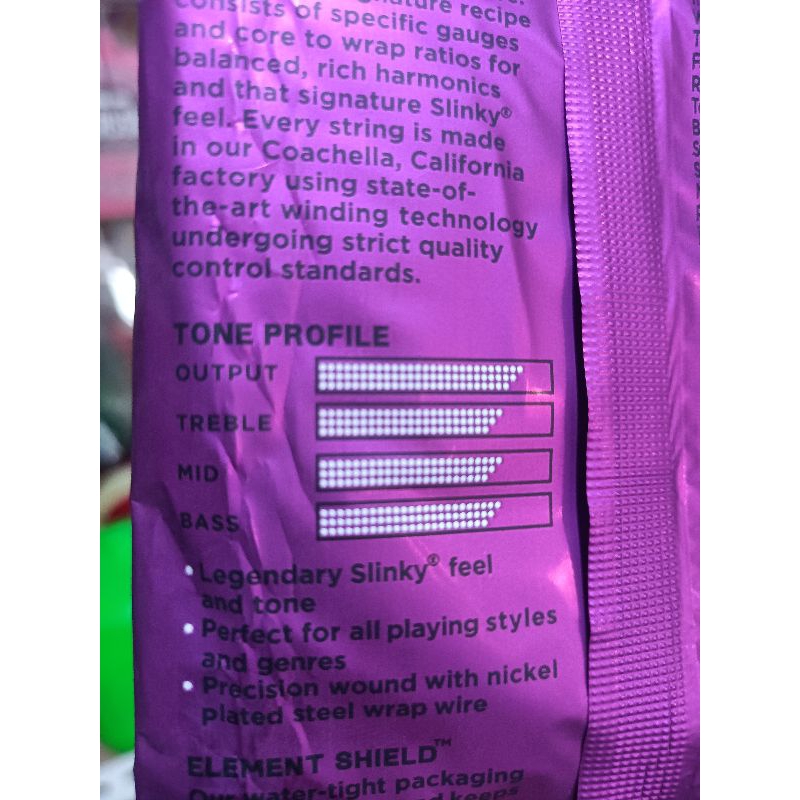 consists of specific gauges
and core to wrap ratios for
balanced, rich harmonics
and that signature Slinky®
feel. Every string is made
in our Coachella, California
factory using state-of-
the-art winding technology
undergoing strict quality
control standards.
TONE PROFILE
OUTPUT
TREBLE
MID
BASS
• Legendary Slinky® feel
and tone
• Perfect for all playing styles
and genres
• Precision wound with nickel
plated steel wrap wire
ELEMENT SHIELD™
Our water-tight packaging
keeps